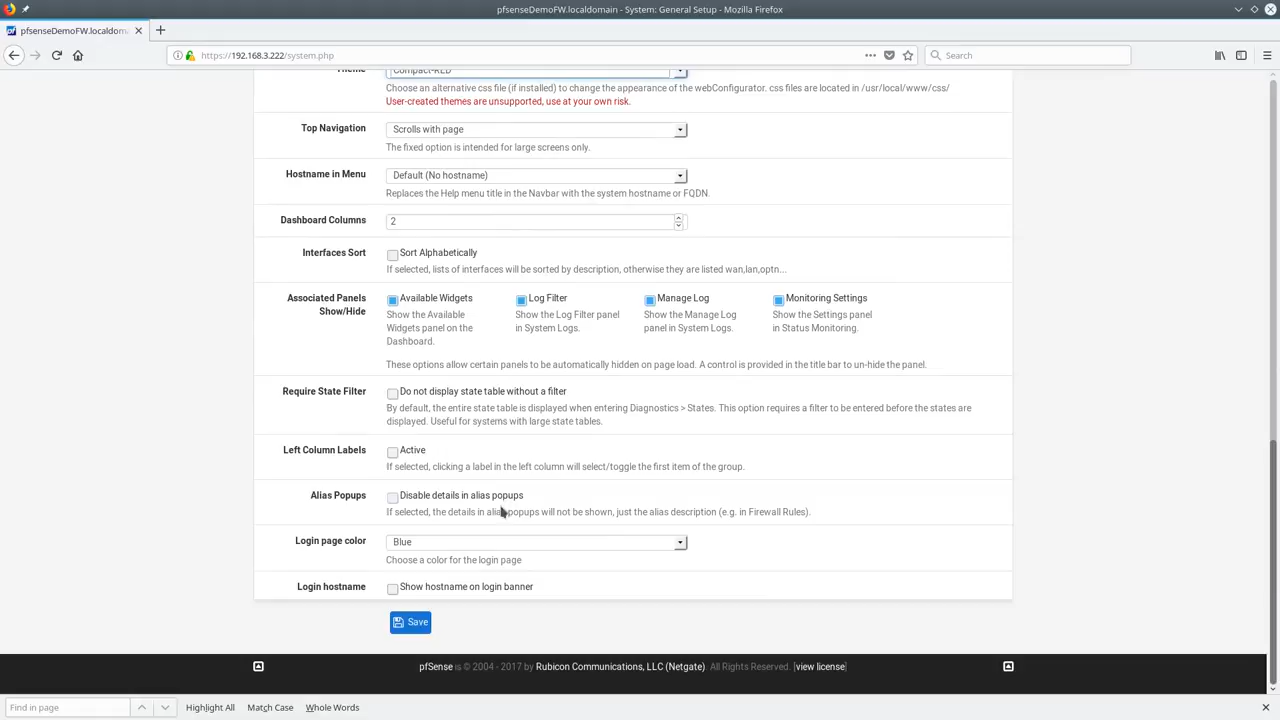 pfsenseDemoFW.localdomain - System: General Setup - Mozilla Firefox
pfsenseDemoFW.localdom
https://192.168.3.222/system.php
Search
Theme
Compact-RED
Choose an alternative css file (if installed) to change the appearance of the webConfigurator. css files are located in /usr/local/www/css/
User-created themes are unsupported, use at your own risk.
Top Navigation
Scrolls with page
The fixed option is intended for large screens only.
Hostname in Menu
Default (No hostname)
Replaces the Help menu title in the Navbar with the system hostname or FQDN.
Dashboard Columns
2
Interfaces Sort
Sort Alphabetically
If selected, lists of interfaces will be sorted by description, otherwise they are listed wan,lan,optn...
Associated Panels
Show/Hide
Available Widgets
Show the Available
Widgets panel on the
Dashboard.
Log Filter
Show the Log Filter panel
in System Logs.
Manage Log
Show the Manage Log
panel in System Logs.
Monitoring Settings
Show the Settings panel
in Status Monitoring.
These options allow certain panels to be automatically hidden on page load. A control is provided in the title bar to un-hide the panel.
Require State Filter
Do not display state table without a filter
By default, the entire state table is displayed when entering Diagnostics > States. This option requires a filter to be entered before the states are
displayed. Useful for systems with large state tables.
Left Column Labels
Active
If selected, clicking a label in the left column will select/toggle the first item of the group.
Alias Popups
Disable details in alias popups
If selected, the details in alias popups will not be shown, just the alias description (e.g. in Firewall Rules).
Login page color
Blue
Choose a color for the login page
Login hostname
Show hostname on login banner
Save
pfSense is © 2004 - 2017 by Rubicon Communications, LLC (Netgate). All Rights Reserved. [view license]
Find in page
Highlight All
Match Case
Whole Words